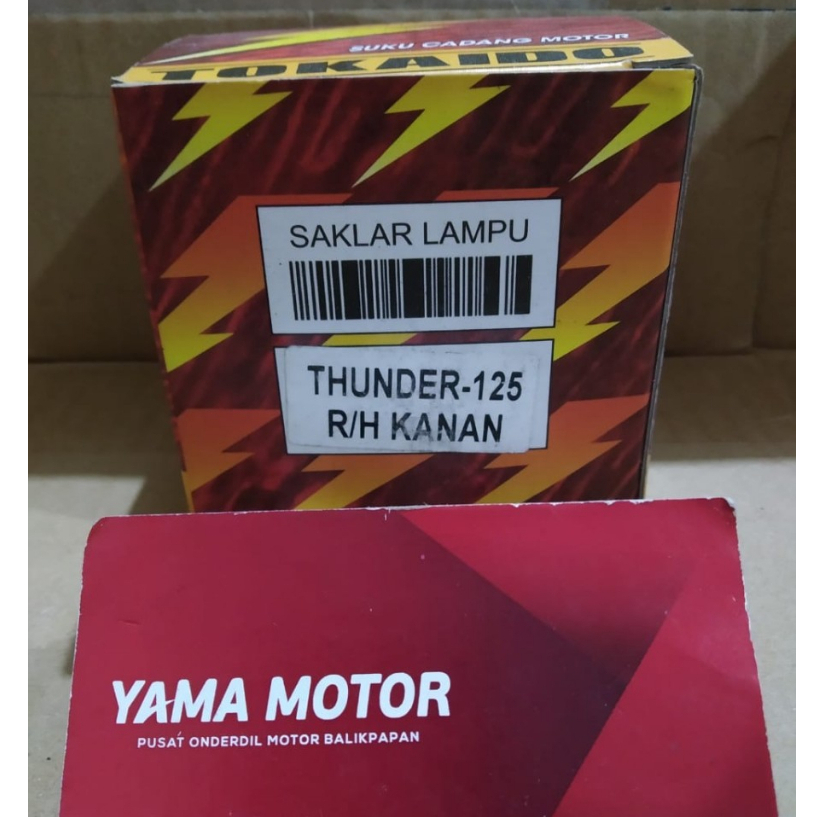 SUKU CADANG MOTOR
TOKAIDO
SAKLAR LAMPU
THUNDER-125
R/H KANAN
YAMA MOTOR
PUSAT ONDERDIL MOTOR BALIKPAPAN